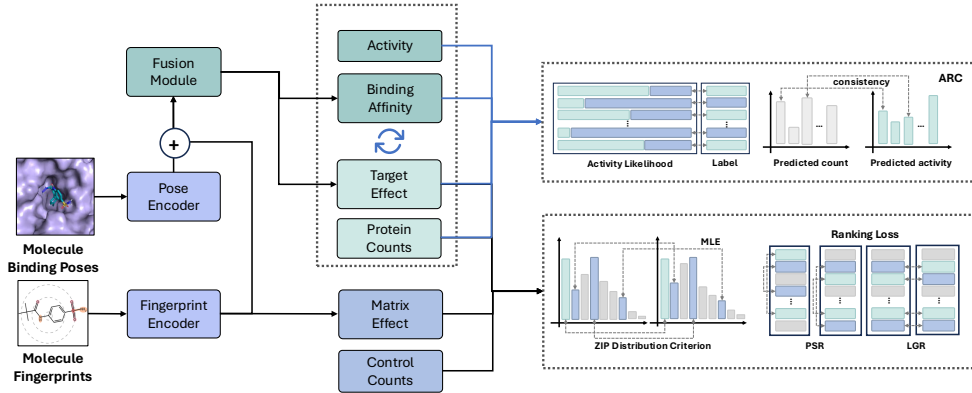 Fusion
Module
+
Pose
Encoder
Molecule
Binding Poses
Fingerprint
Encoder
Molecule
Fingerprints
Activity
Binding
Affinity
Target
Effect
Protein
Counts
Matrix
Effect
Control
Counts
ARC
consistency
...
...
Activity Likelihood
Label
Predicted count
Predicted activity
MLE
Ranking Loss
...
...
...
...
ZIP Distribution Criterion
PSR
LGR